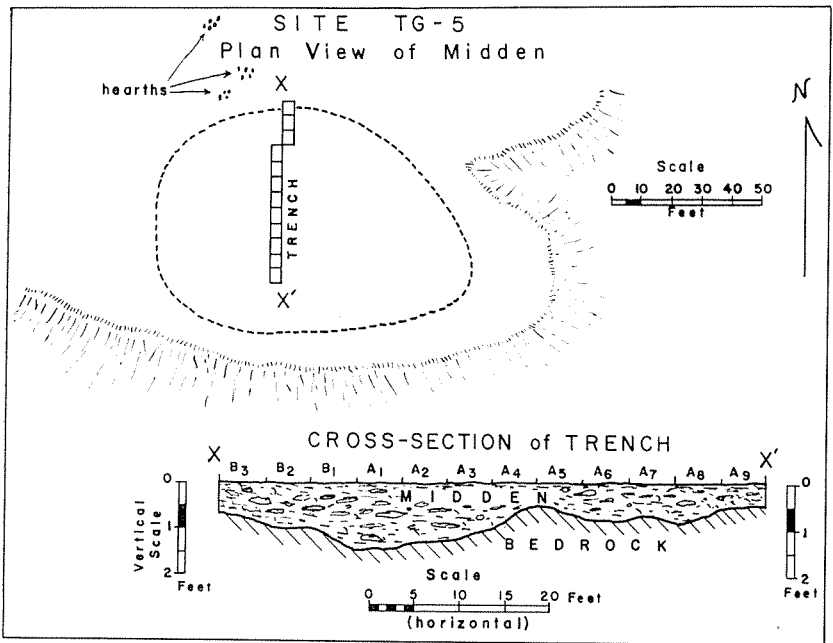 SITE TG-5
Plan View of Midden
hearths
X
N
TRENCH
Scale
0 10 20 30 40 50
Feet
X'
CROSS-SECTION of TRENCH
X
X'
B3 B2 B1 A1 A2 A3 A4 A5 A6 A7 A8 A9
MIDDEN
BEDROCK
0
1
2
Vertical Scale
Feet
0
1
2
Feet
Scale
0 5 10 15 20 Feet
(horizontal)